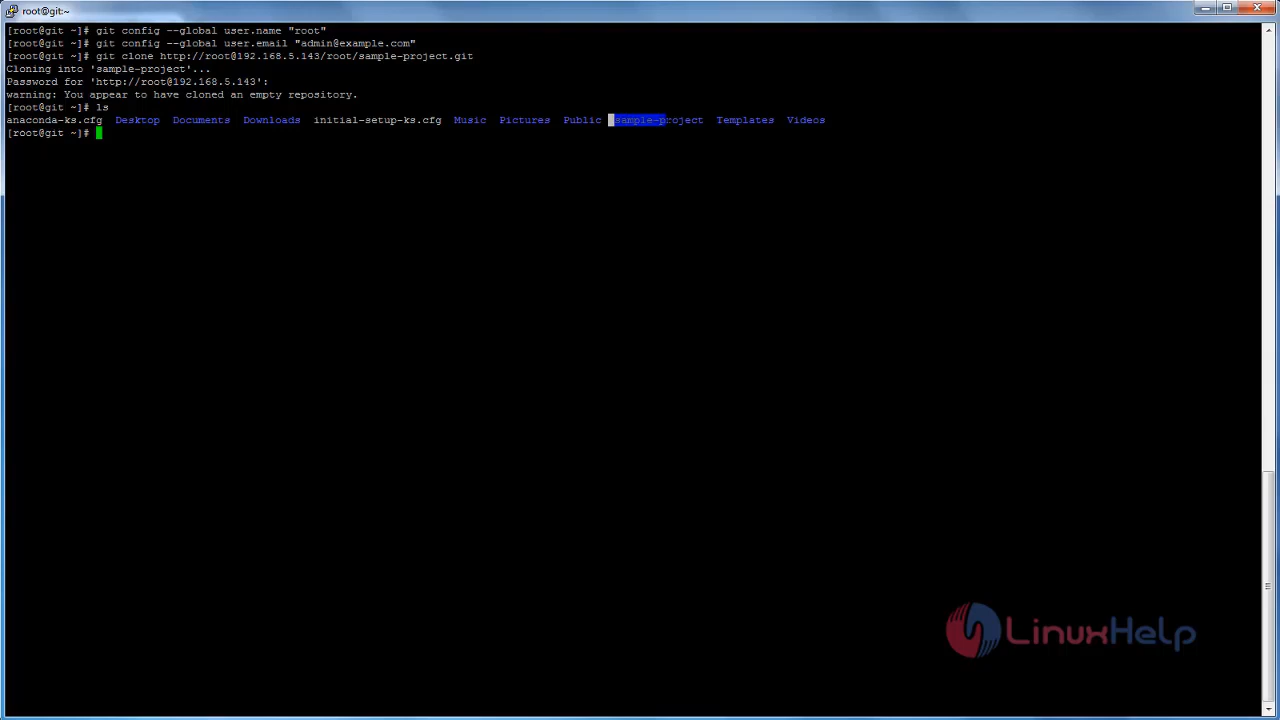 root@git:~
[root@git ~]# git config --global user.name "root"
[root@git ~]# git config --global user.email "admin@example.com"
[root@git ~]# git clone http://root@192.168.5.143/root/sample-project.git
Cloning into 'sample-project'...
Password for 'http://root@192.168.5.143':
warning: You appear to have cloned an empty repository.
[root@git ~]# ls
anaconda-ks.cfg  Desktop  Documents  Downloads  initial-setup-ks.cfg  Music  Pictures  Public  sample-project  Templates  Videos
[root@git ~]#
LinuxHelp